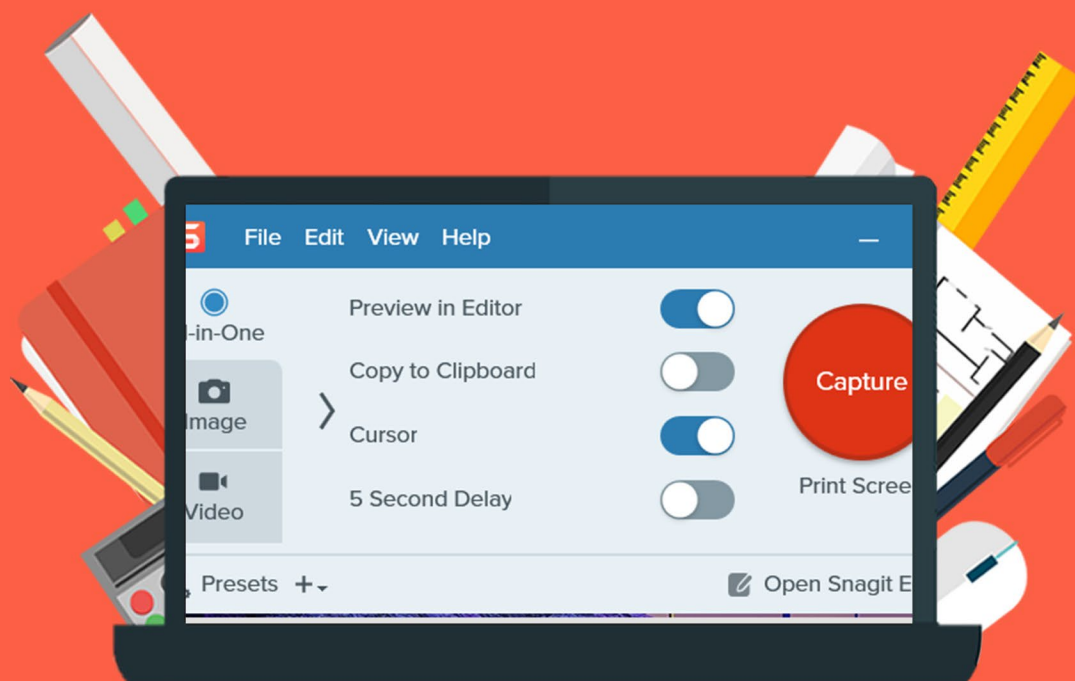 File Edit View Help
l-in-One
Image
Video
Preview in Editor
Copy to Clipboard
Cursor
5 Second Delay
Capture
Print Scree
Presets
Open Snagit E